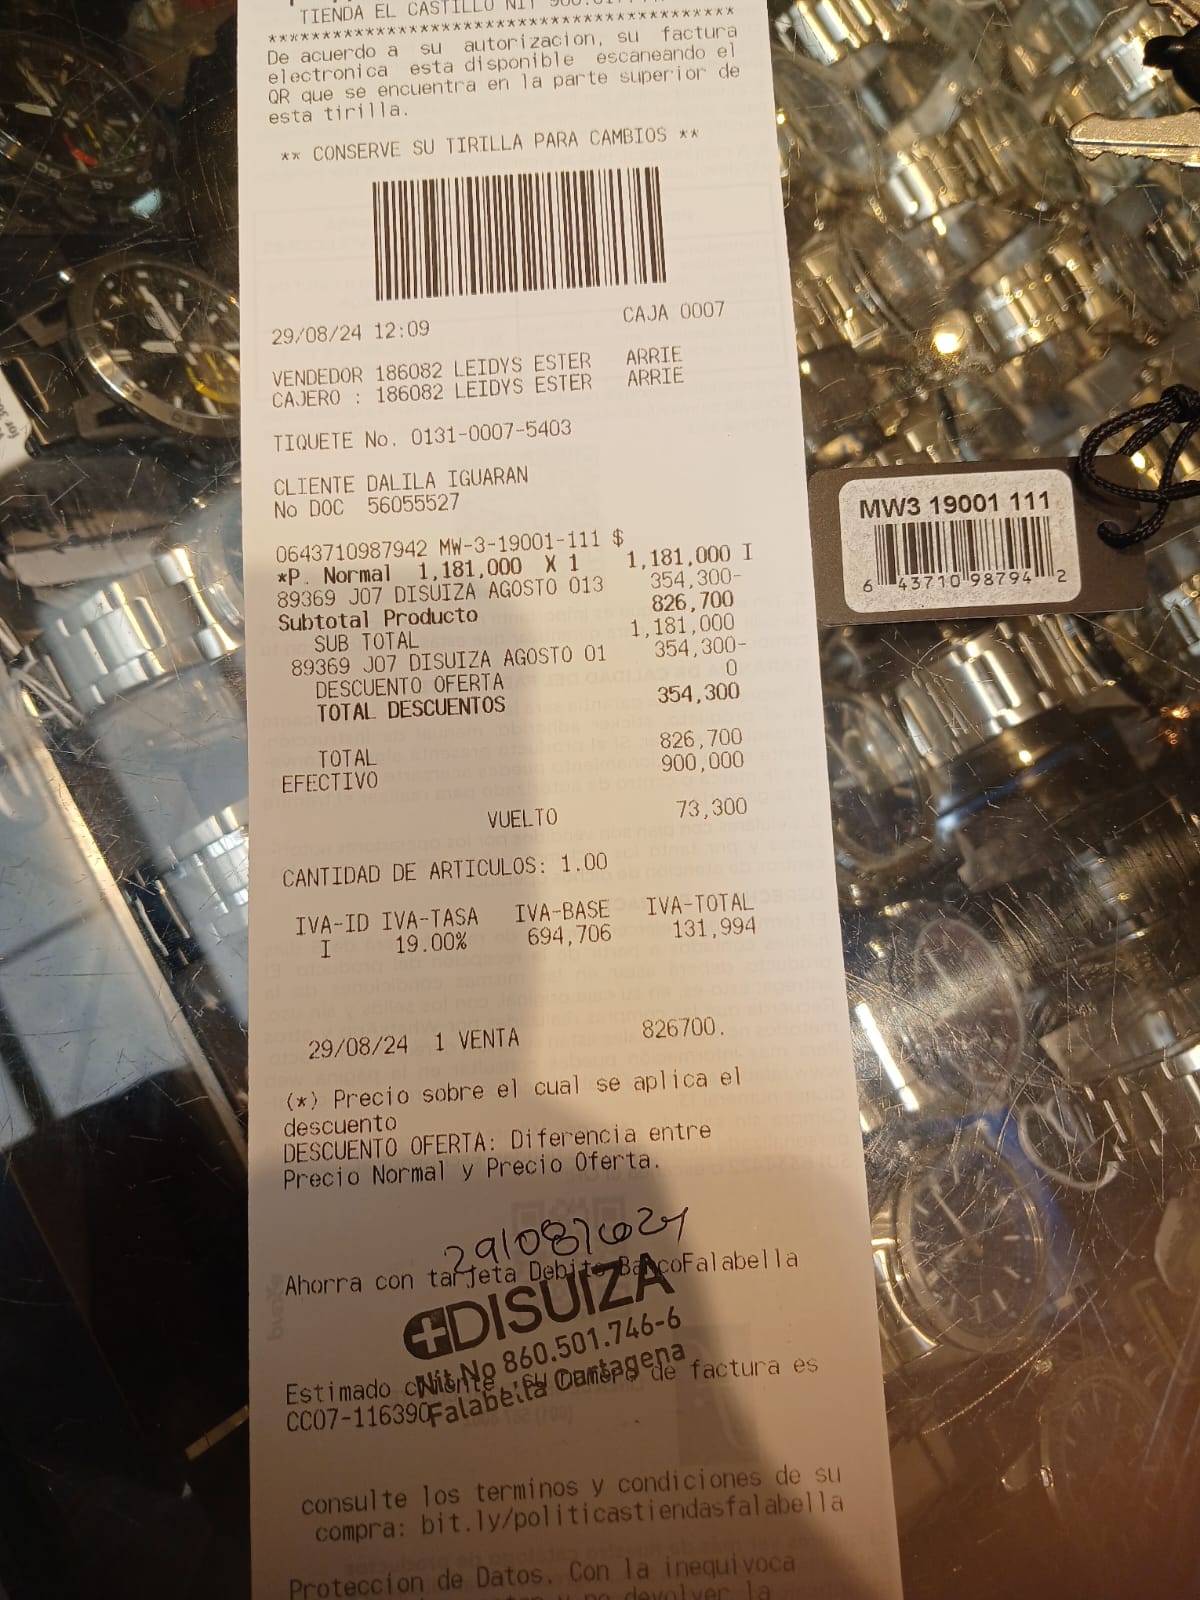 TIENDA EL CASTILLO NIT
****************************************
De acuerdo a su autorizacion, su factura
electronica esta disponible escaneando el
QR que se encuentra en la parte superior de
esta tirilla.
** CONSERVE SU TIRILLA PARA CAMBIOS **
29/08/24 12:09 CAJA 0007
VENDEDOR 186082 LEIDYS ESTER ARRIE
CAJERO : 186082 LEIDYS ESTER ARRIE
TIQUETE No. 0131-0007-5403
CLIENTE DALILA IGUARAN
No DOC 56055527
0643710987942 MW-3-19001-111 $
*P. Normal 1,181,000 X 1 1,181,000 I
89369 J07 DISUIZA AGOSTO 013 354,300-
Subtotal Producto 826,700
SUB TOTAL 1,181,000
89369 J07 DISUIZA AGOSTO 01 354,300-
DESCUENTO OFERTA 0
TOTAL DESCUENTOS 354,300
TOTAL 826,700
EFECTIVO 900,000
VUELTO 73,300
CANTIDAD DE ARTICULOS: 1.00
IVA-ID IVA-TASA IVA-BASE IVA-TOTAL
I 19.00% 694,706 131,994
29/08/24 1 VENTA 826700.
(*) Precio sobre el cual se aplica el
descuento
DESCUENTO OFERTA: Diferencia entre
Precio Normal y Precio Oferta.
29/08/2024
Ahorra con tarjeta Debito BancoFalabella
DISUIZA
Nit No 860.501.746-6
Falabella Cartagena
Estimado cliente, su numero de factura es
CC07-116390
consulte los terminos y condiciones de su
compra: bit.ly/politicastiendasfalabella
Proteccion de Datos. Con la inequivoca
MW3 19001 111
6 43710 98794 2